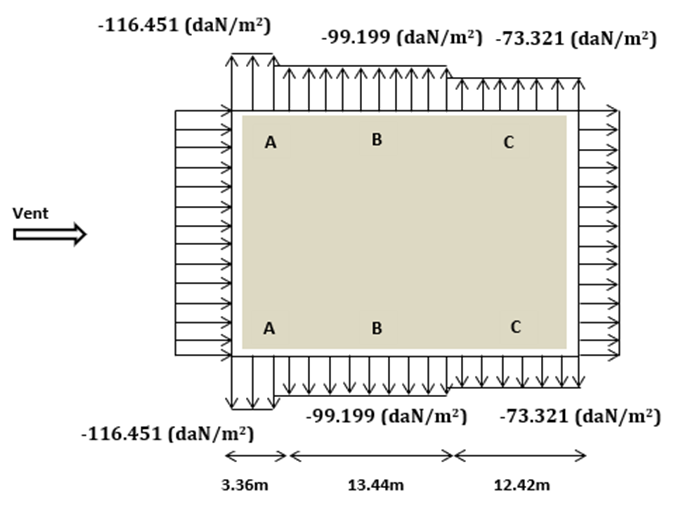 -116.451 (daN/m²)
-99.199 (daN/m²) -73.321 (daN/m²)
A B C
Vent
A B C
-99.199 (daN/m²) -73.321 (daN/m²)
-116.451 (daN/m²)
3.36m 13.44m 12.42m